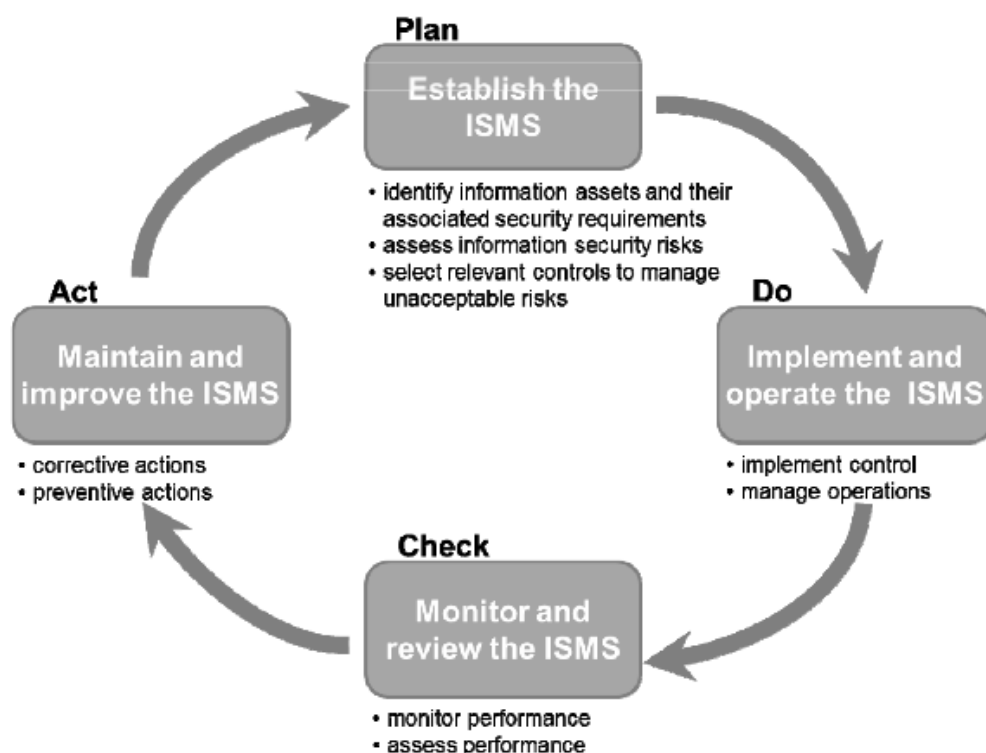 Plan
Establish the
ISMS
• identify information assets and their
associated security requirements
• assess information security risks
• select relevant controls to manage
unacceptable risks
Do
Implement and
operate the ISMS
• implement control
• manage operations
Check
Monitor and
review the ISMS
• monitor performance
• assess performance
Act
Maintain and
improve the ISMS
• corrective actions
• preventive actions